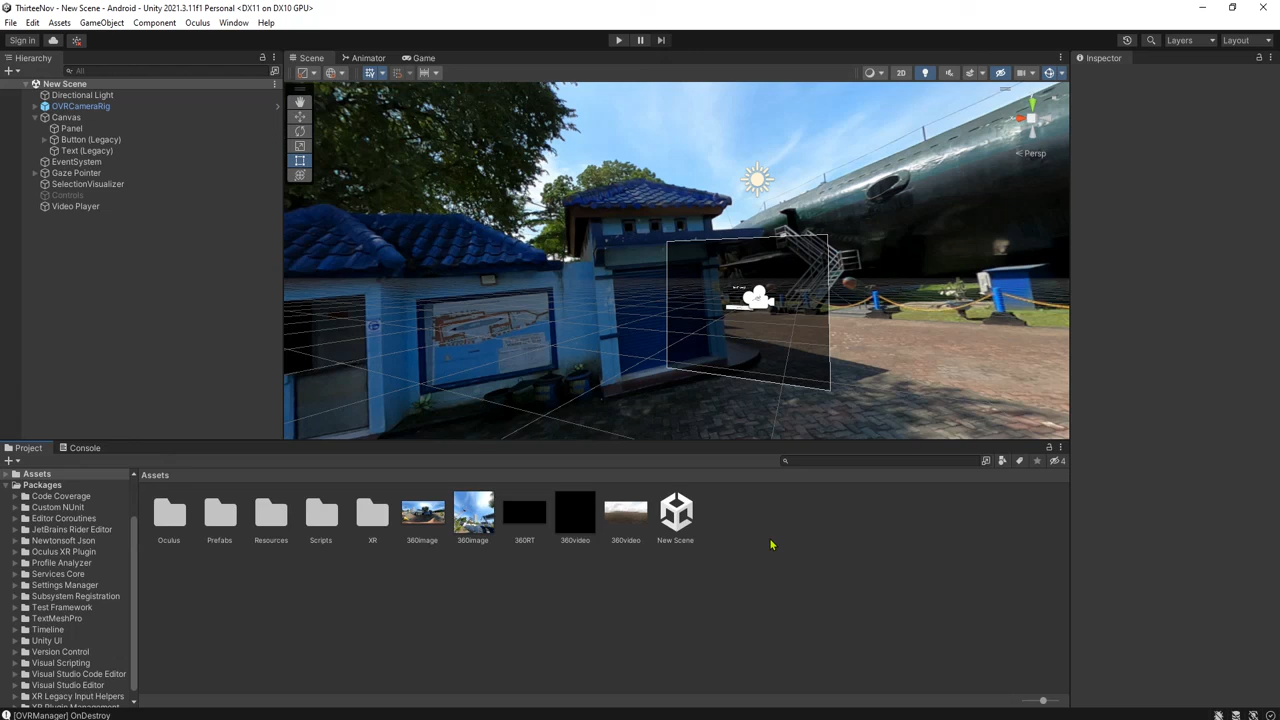 ThirteeNov - New Scene - Android - Unity 2021.3.11f1 Personal <DX11 on DX10 GPU>
File Edit Assets GameObject Component Oculus Window Help
Sign in
Layers
Layout
Hierarchy
Scene
Animator
Game
Inspector
All
2D
New Scene
Directional Light
OVRCameraRig
Canvas
Panel
Button (Legacy)
Text (Legacy)
EventSystem
Gaze Pointer
SelectionVisualizer
Controls
Video Player
Persp
Project
Console
4
Assets
Packages
Code Coverage
Custom NUnit
Editor Coroutines
JetBrains Rider Editor
Newtonsoft Json
Oculus XR Plugin
Profile Analyzer
Services Core
Settings Manager
Subsystem Registration
Test Framework
TextMeshPro
Timeline
Unity UI
Version Control
Visual Scripting
Visual Studio Code Editor
Visual Studio Editor
XR Legacy Input Helpers
Assets
Oculus
Prefabs
Resources
Scripts
XR
360image
360image
360RT
360video
360video
New Scene
[OVRManager] OnDestroy